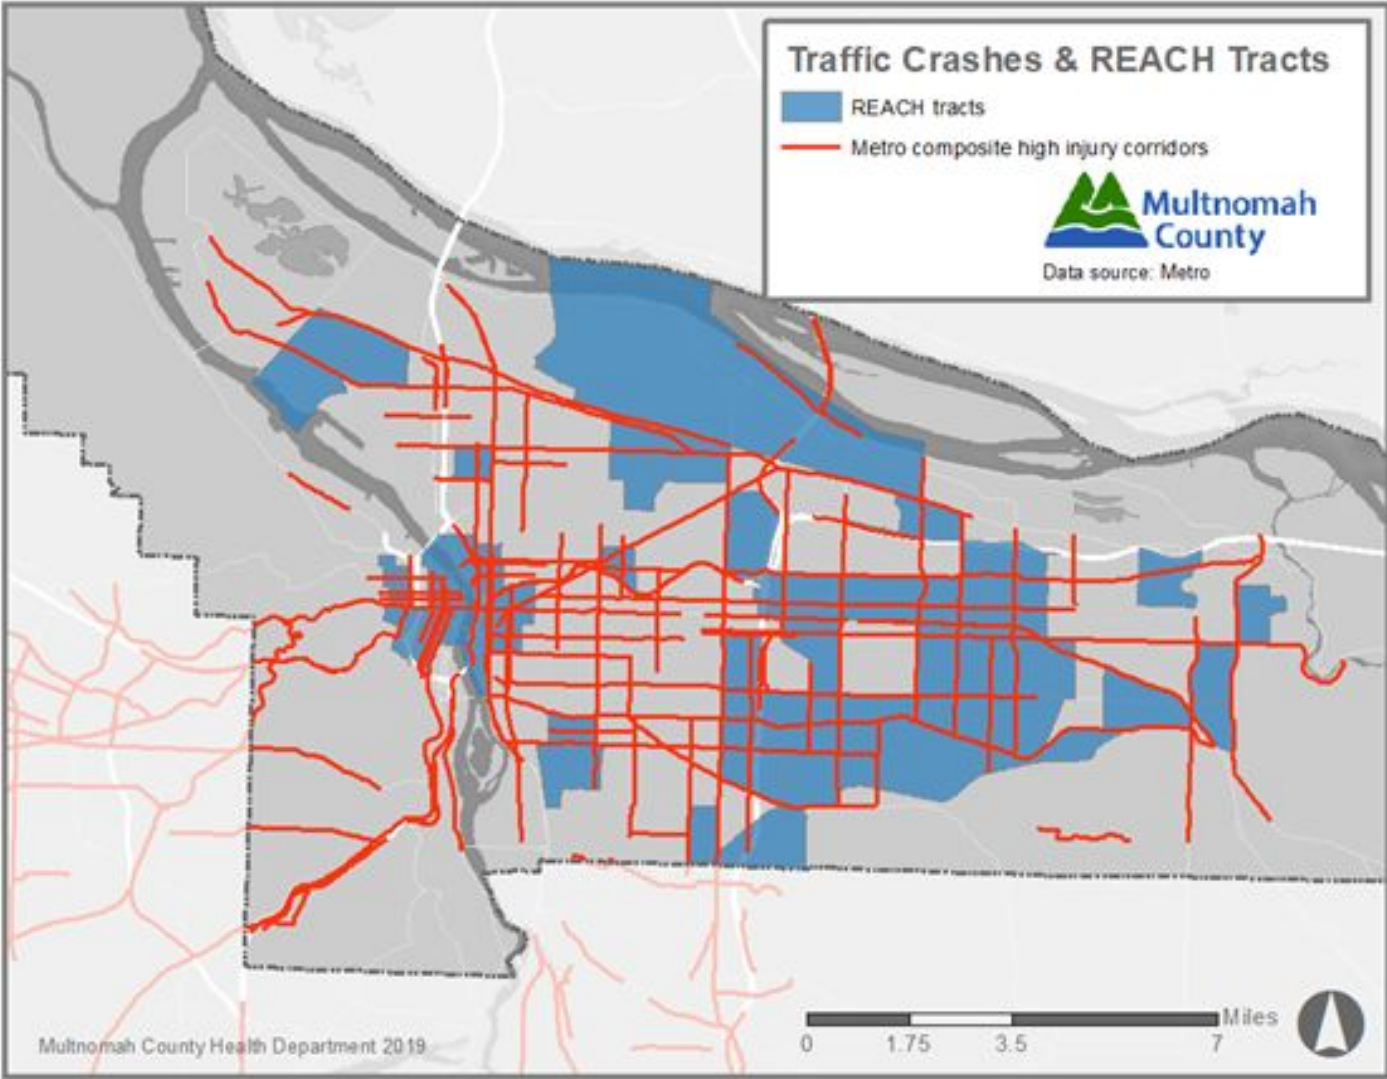 Traffic Crashes & REACH Tracts
REACH tracts
Metro composite high injury corridors
Multnomah
County
Data source: Metro
Miles
0 1.75 3.5 7
Multnomah County Health Department 2019